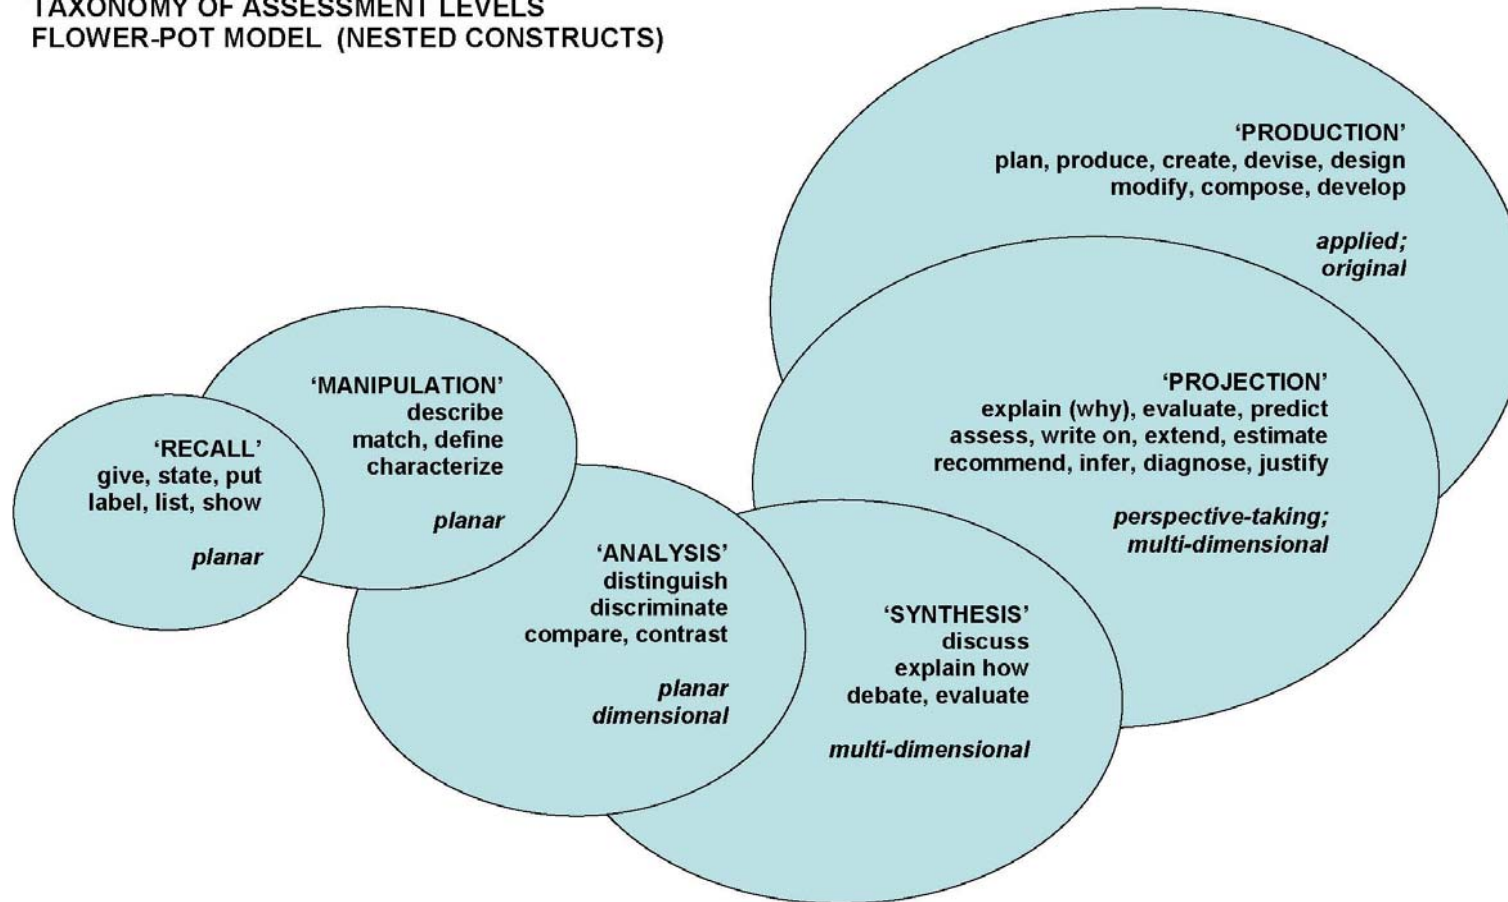 TAXONOMY OF ASSESSMENT LEVELS
FLOWER-POT MODEL (NESTED CONSTRUCTS)
‘RECALL’
give, state, put
label, list, show
planar
‘MANIPULATION’
describe
match, define
characterize
planar
‘ANALYSIS’
distinguish
discriminate
compare, contrast
planar
dimensional
‘SYNTHESIS’
discuss
explain how
debate, evaluate
multi-dimensional
‘PROJECTION’
explain (why), evaluate, predict
assess, write on, extend, estimate
recommend, infer, diagnose, justify
perspective-taking;
multi-dimensional
‘PRODUCTION’
plan, produce, create, devise, design
modify, compose, develop
applied;
original